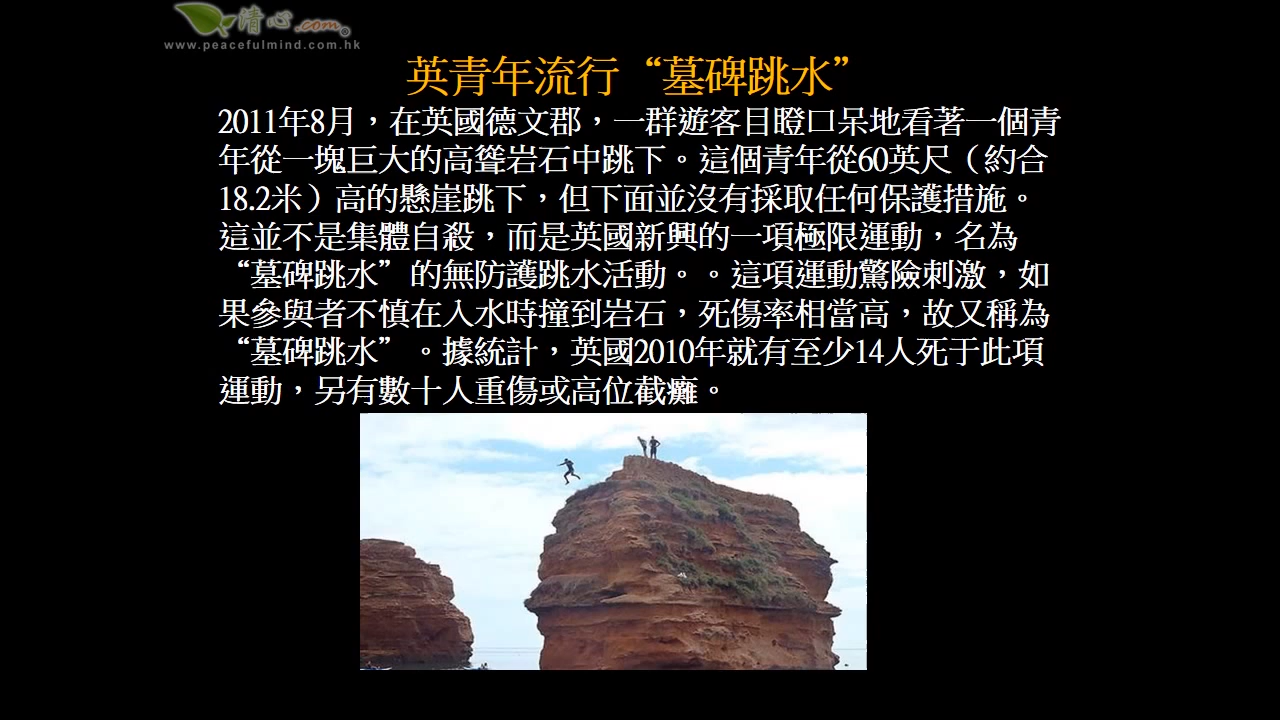 清心.com®
www.peacefulmind.com.hk
英青年流行“墓碑跳水”
2011年8月，在英國德文郡，一群遊客目瞪口呆地看著一個青
年從一塊巨大的高聳岩石中跳下。這個青年從60英尺（約合
18.2米）高的懸崖跳下，但下面並沒有採取任何保護措施。
這並不是集體自殺，而是英國新興的一項極限運動，名為
“墓碑跳水”的無防護跳水活動。。這項運動驚險刺激，如
果參與者不慎在入水時撞到岩石，死傷率相當高，故又稱為
“墓碑跳水”。據統計，英國2010年就有至少14人死于此項
運動，另有數十人重傷或高位截癱。